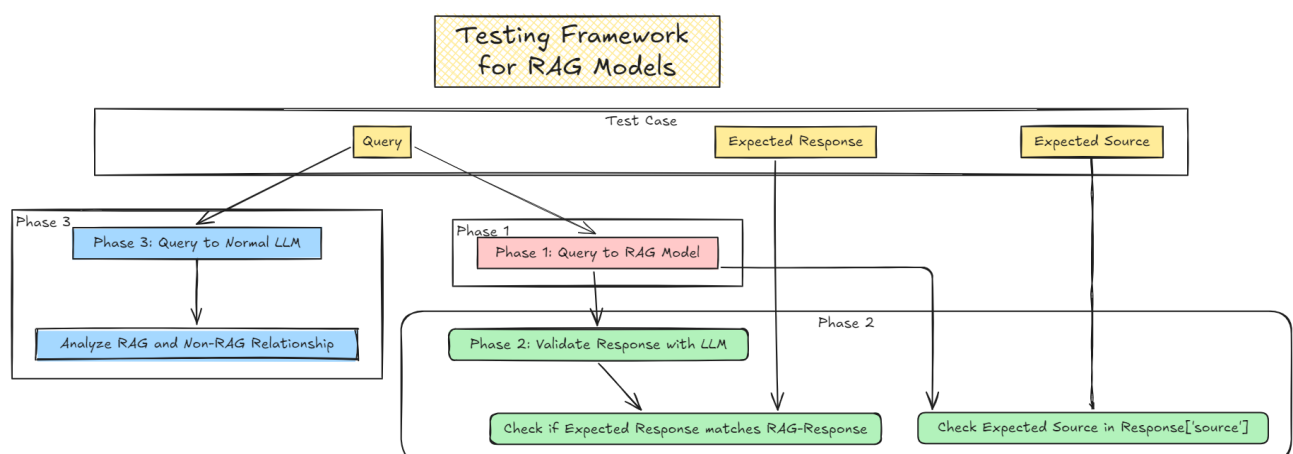 Testing Framework
for RAG Models
Test Case
Query
Expected Response
Expected Source
Phase 3
Phase 3: Query to Normal LLM
Analyze RAG and Non-RAG Relationship
Phase 1
Phase 1: Query to RAG Model
Phase 2
Phase 2: Validate Response with LLM
Check if Expected Response matches RAG-Response
Check Expected Source in Response['source']